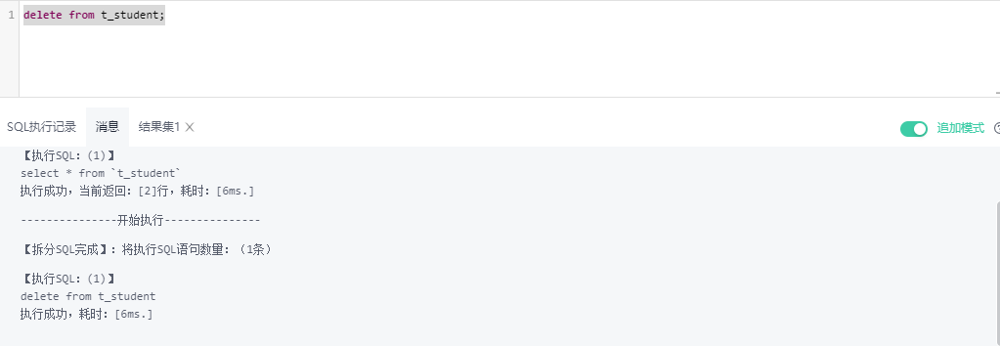 1 delete from t_student;
SQL执行记录 消息 结果集1 ×
追加模式
【执行SQL：(1)】
select * from `t_student`
执行成功，当前返回：[2]行，耗时：[6ms.]
---------------开始执行---------------
【拆分SQL完成】：将执行SQL语句数量：（1条）
【执行SQL：(1)】
delete from t_student
执行成功，耗时：[6ms.]